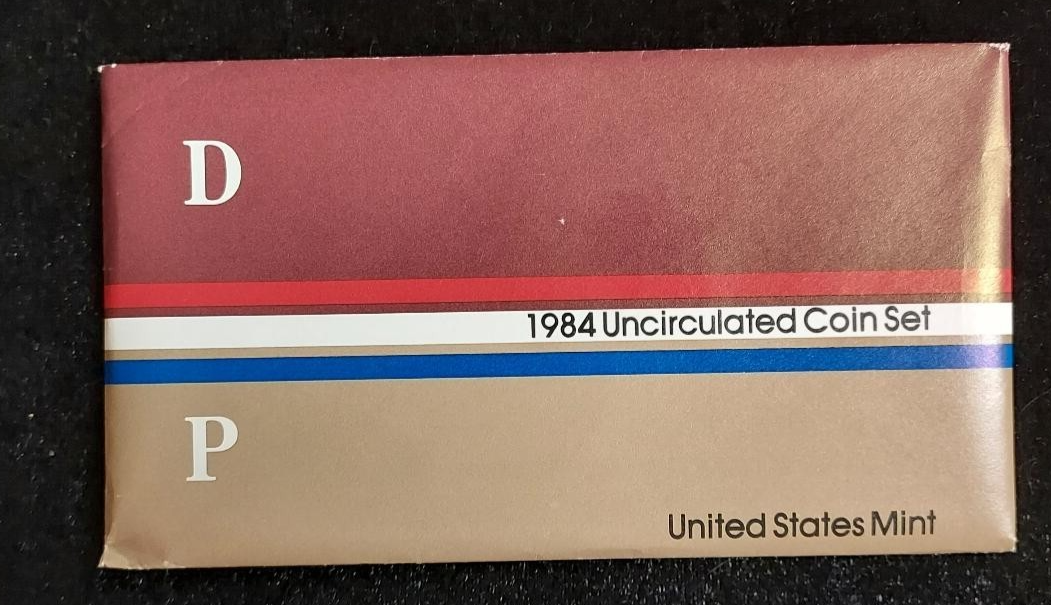 D
1984 Uncirculated Coin Set
P
United States Mint